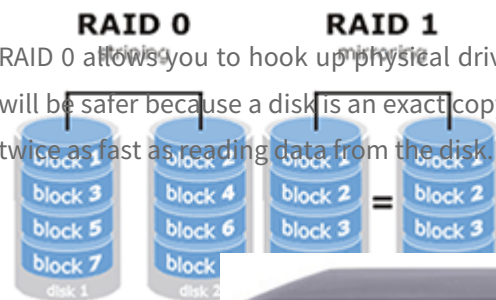 RAID 0 RAID 1
striping mirroring
RAID 0 allows you to hook up physical driv
will be safer because a disk is an exact cop
twice as fast as reading data from the disk.
block 1 block 2 block 1 block 1
block 3 block 4 block 2 = block 2
block 5 block 6 block 3 block 3
block 7 block
disk 1 disk 2